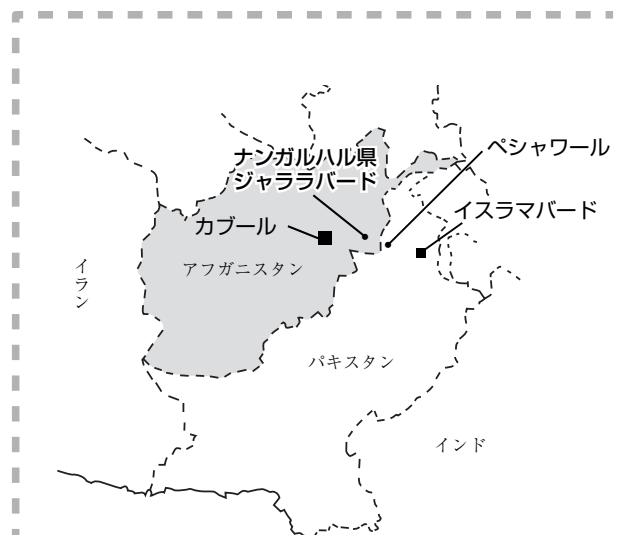 ナンガルハル県
ジャララバード
ペシャワール
イスラマバード
カブール
アフガニスタン
イラン
パキスタン
インド